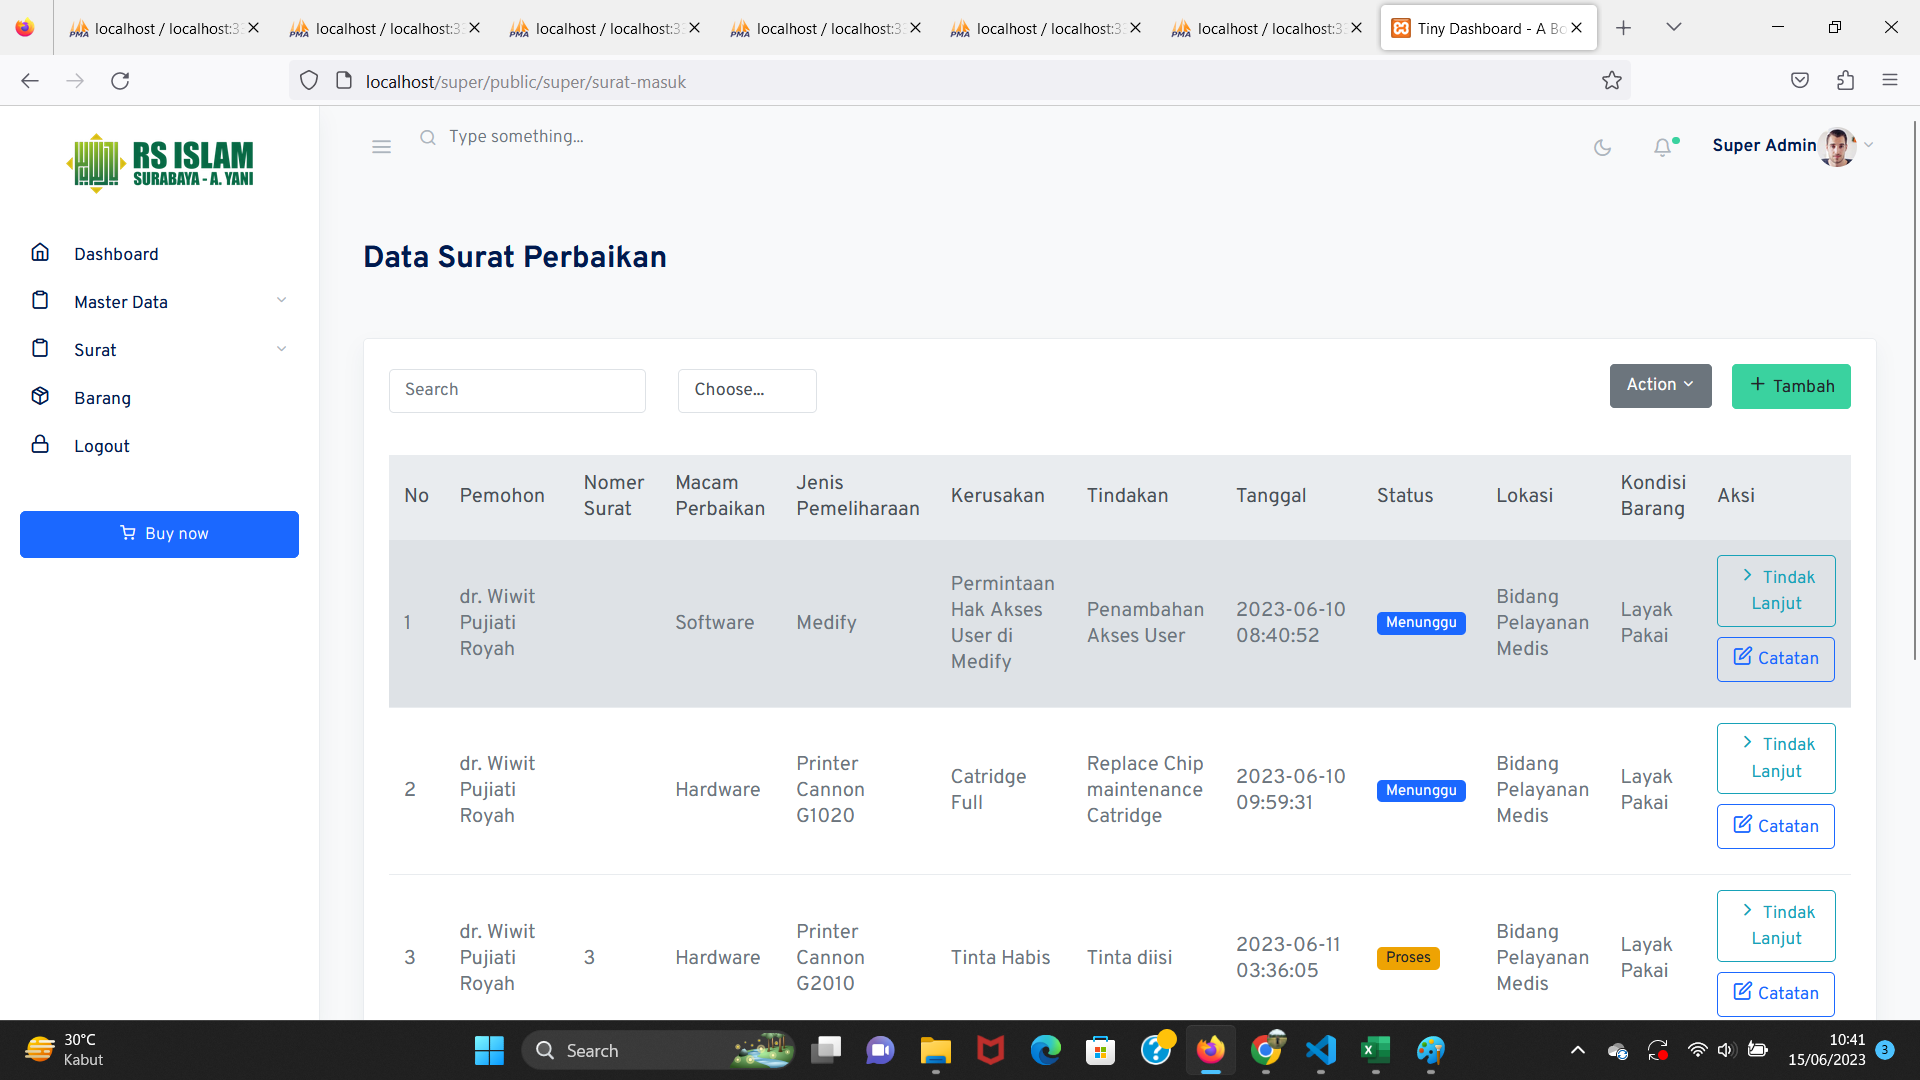 localhost / localhost:33
localhost / localhost:33
localhost / localhost:33
localhost / localhost:33
localhost / localhost:33
localhost / localhost:33
Tiny Dashboard - A Bo
localhost/super/public/super/surat-masuk
RS ISLAM
SURABAYA - A. YANI
Type something...
Super Admin
Dashboard
Master Data
Surat
Barang
Logout
Buy now
Data Surat Perbaikan
Search
Choose...
Action
Tambah
No Pemohon Nomer Surat Macam Perbaikan Jenis Pemeliharaan Kerusakan Tindakan Tanggal Status Lokasi Kondisi Barang Aksi
1 dr. Wiwit Pujiati Royah Software Medify Permintaan Hak Akses User di Medify Penambahan Akses User 2023-06-10 08:40:52 Menunggu Bidang Pelayanan Medis Layak Pakai Tindak Lanjut Catatan
2 dr. Wiwit Pujiati Royah Hardware Printer Cannon G1020 Catridge Full Replace Chip maintenance Catridge 2023-06-10 09:59:31 Menunggu Bidang Pelayanan Medis Layak Pakai Tindak Lanjut Catatan
3 dr. Wiwit Pujiati Royah 3 Hardware Printer Cannon G2010 Tinta Habis Tinta diisi 2023-06-11 03:36:05 Proses Bidang Pelayanan Medis Layak Pakai Tindak Lanjut Catatan
30°C
Kabut
Search
10:41
15/06/2023
3